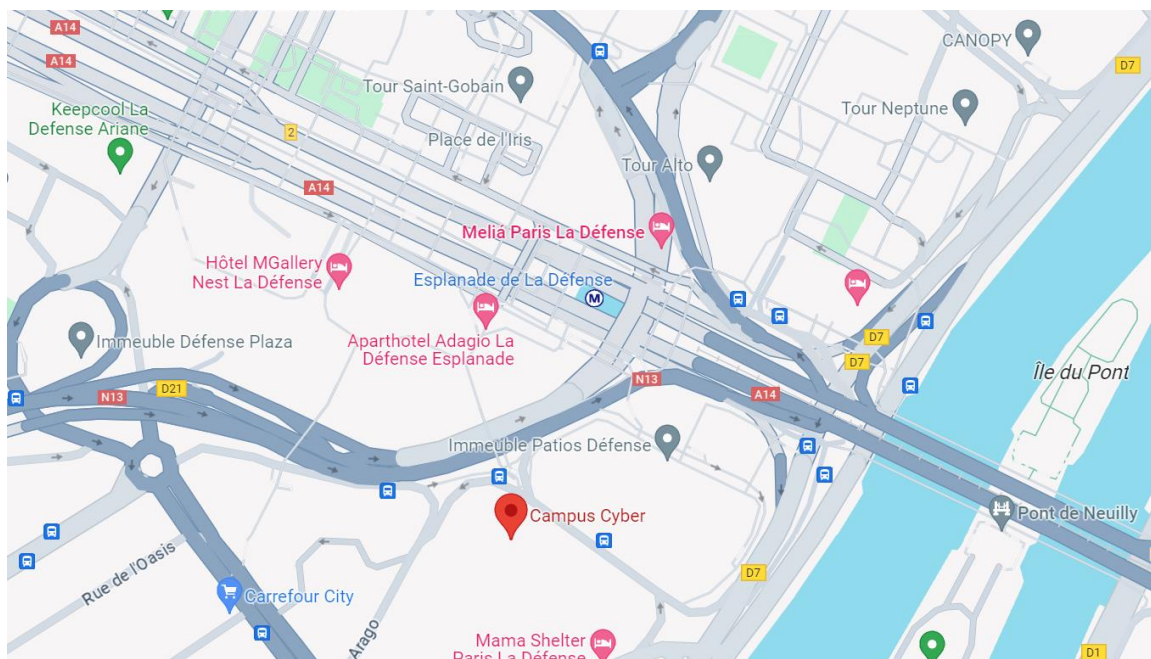 A14
CANOPY
D7
A14
Tour Saint-Gobain
Keepcool La
Defense Ariane
Tour Neptune
2
Place de l'Iris
Tour Alto
A14
Meliá Paris La Défense
Hôtel MGallery
Nest La Défense
Esplanade de La Défense
M
Aparthotel Adagio La
Défense Esplanade
Immeuble Défense Plaza
D7
D7
Île du Pont
N13
D21
N13
A14
Immeuble Patios Défense
Campus Cyber
Pont de Neuilly
Rue de l'Oasis
D7
Carrefour City
Arago
Mama Shelter
Paris La Défense
D1